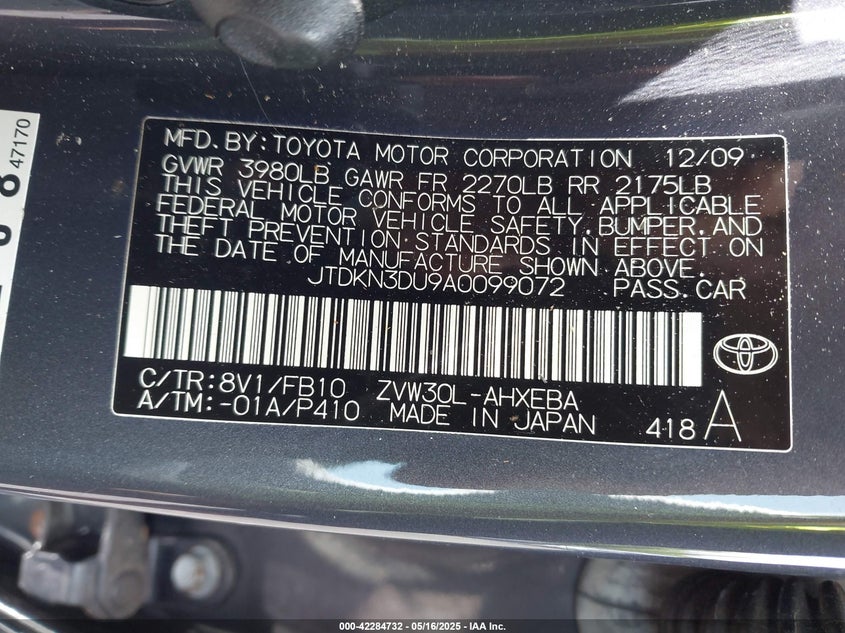 MFD.BY:TOYOTA MOTOR CORPORATION 12/09
GVWR 3980LB GAWR FR 2270LB RR 2175LB
THIS VEHICLE CONFORMS TO ALL APPLICABLE
FEDERAL MOTOR VEHICLE SAFETY,BUMPER,AND
THEFT PREVENTION STANDARDS IN EFFECT ON
THE DATE OF MANUFACTURE SHOWN ABOVE.
JTDKN3DU9A0099072 PASS.CAR
C/TR:8V1/FB10 ZVW30L-AHXEBA
A/TM:-01A/P410 MADE IN JAPAN 418A
47170
000-42284732 - 05/16/2025 - IAA Inc.